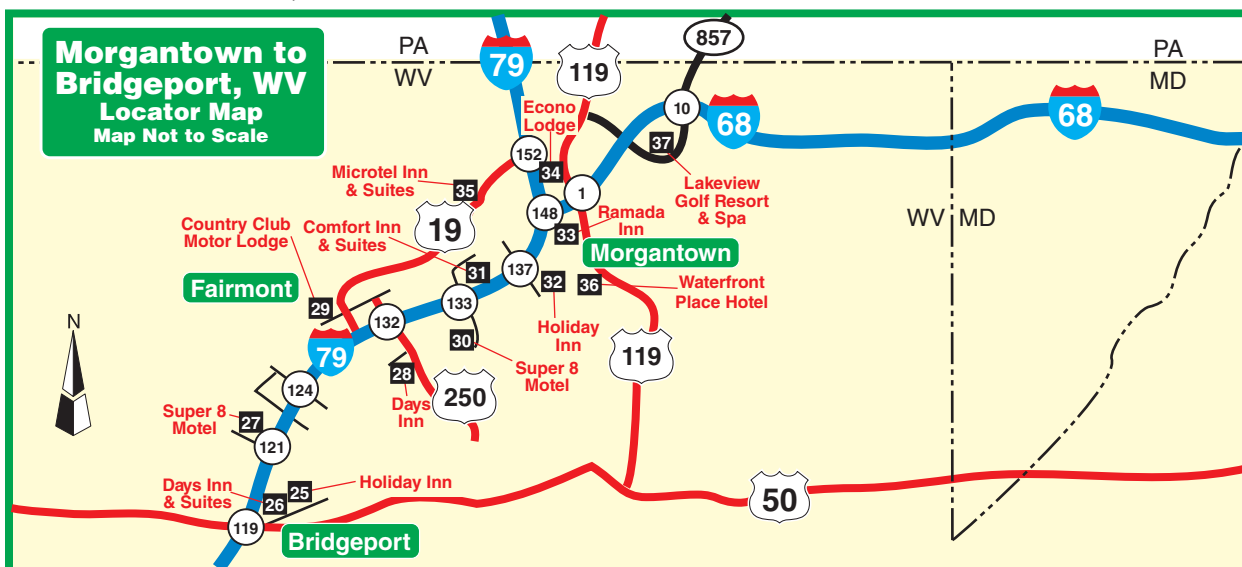 Morgantown to
Bridgeport, WV
Locator Map
Map Not to Scale
PA
WV
79
119
857
PA
MD
Econo
Lodge
10
68
68
37
152
34
Microtel Inn
& Suites
35
1
Lakeview
Golf Resort
& Spa
148
Ramada
Inn
33
WV
MD
19
Country Club
Motor Lodge
Comfort Inn
& Suites
Morgantown
31
137
32
36
Waterfront
Place Hotel
Fairmont
29
133
132
Holiday
Inn
N
30
79
119
Super 8
Motel
28
124
250
Days
Inn
Super 8
Motel
27
121
Days Inn
& Suites
25
Holiday Inn
26
50
119
Bridgeport